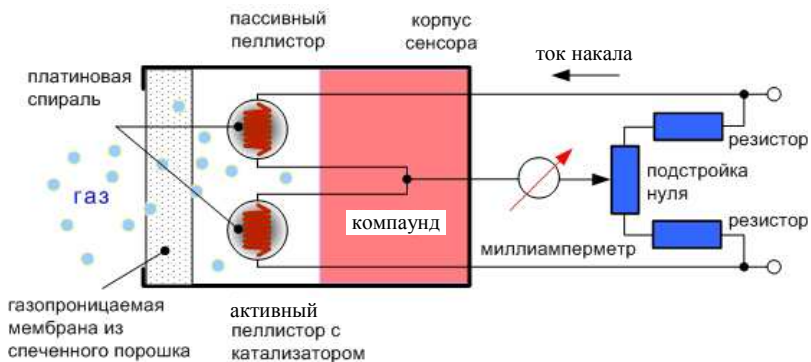 пассивный
пеллистор
корпус
сенсора
ток накала
платиновая
спираль
резистор
подстройка
нуля
газ
компаунд
резистор
миллиамперметр
газопроницаемая
мембрана из
спеченного порошка
активный
пеллистор с
катализатором